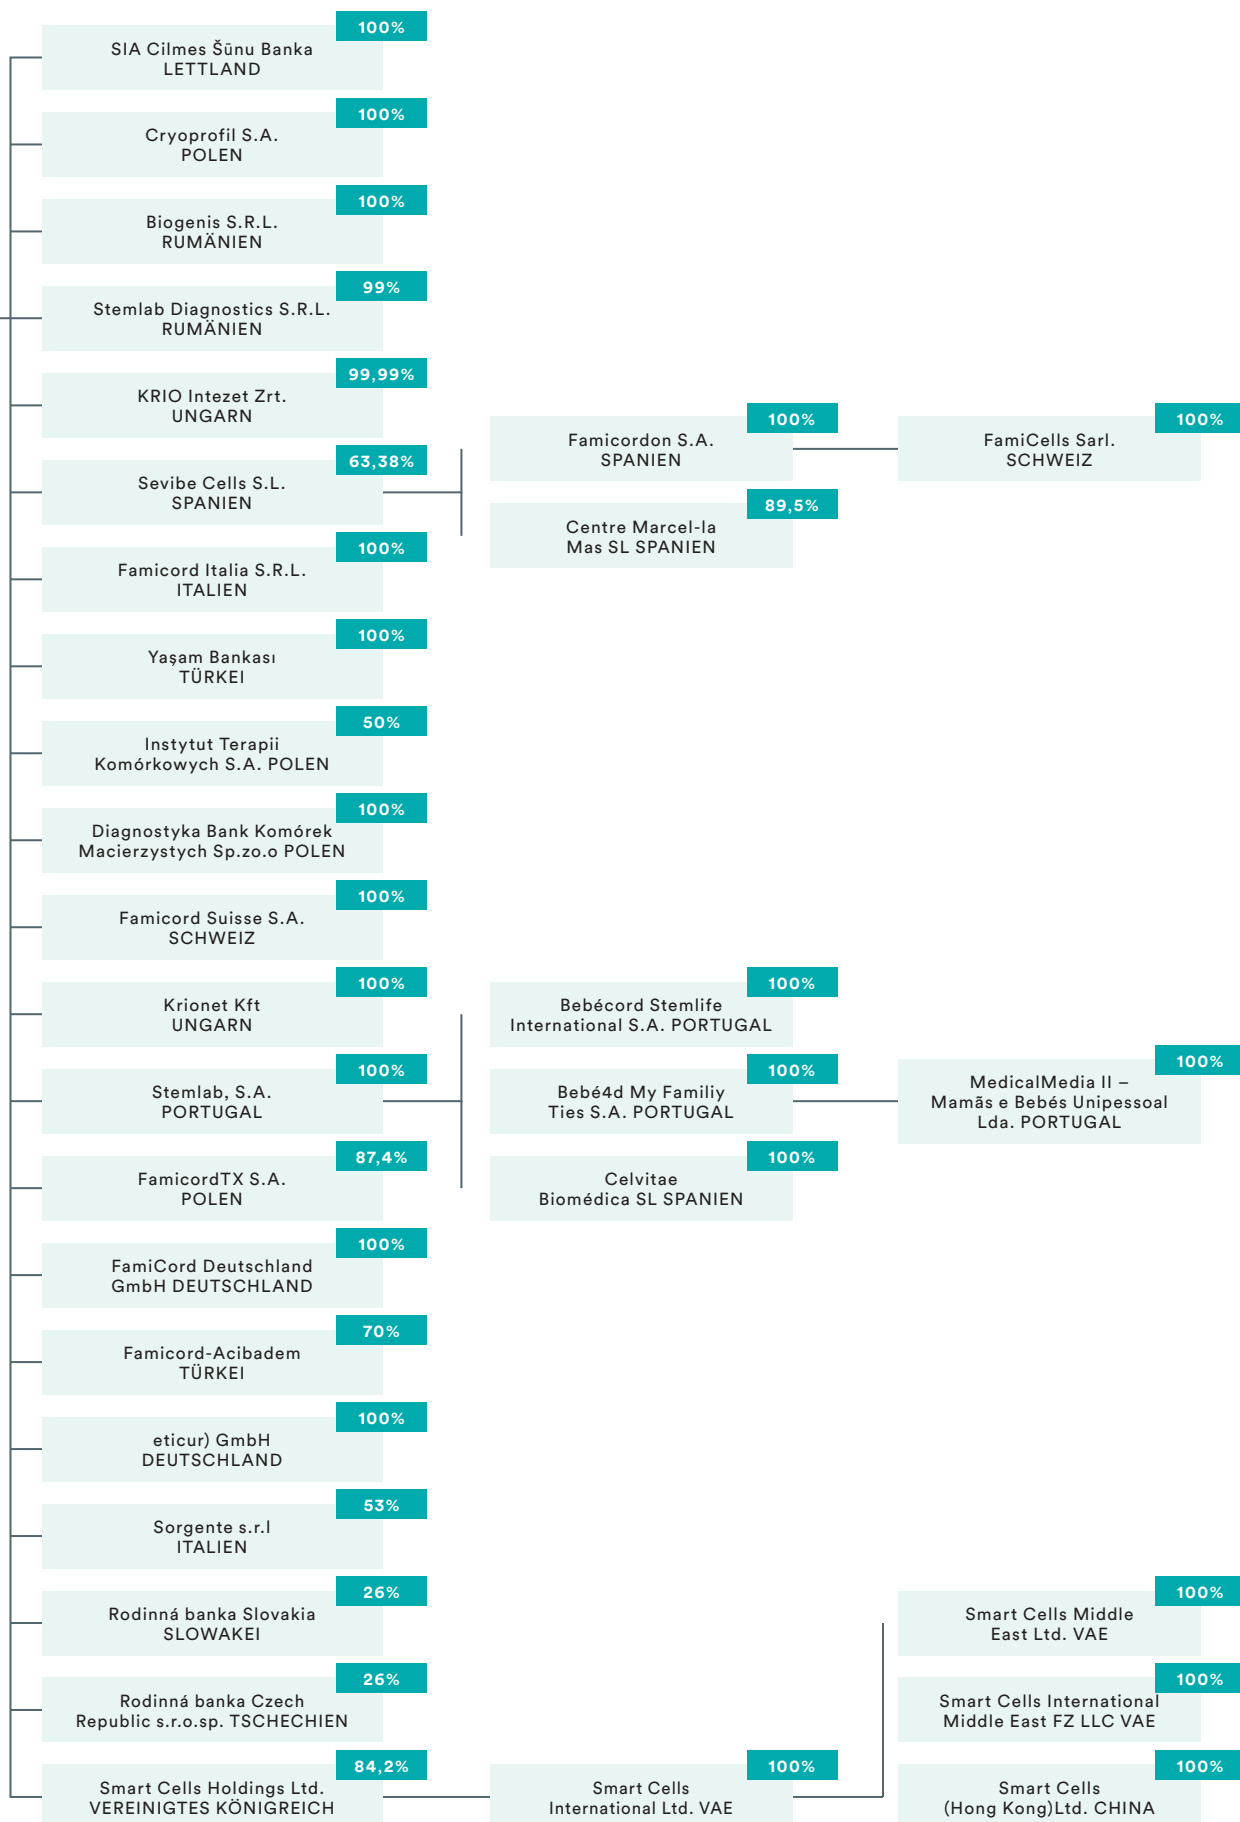 100%
SIA Cilmes Šūnu Banka
LETTLAND
100%
Cryoprofil S.A.
POLEN
100%
Biogenis S.R.L.
RUMÄNIEN
99%
Stemlab Diagnostics S.R.L.
RUMÄNIEN
99,99%
KRIO Intezet Zrt.
UNGARN
63,38%
Sevibe Cells S.L.
SPANIEN
100%
Famicordon S.A.
SPANIEN
100%
FamiCells Sarl.
SCHWEIZ
89,5%
Centre Marcel-la
Mas SL SPANIEN
100%
Famicord Italia S.R.L.
ITALIEN
100%
Yaşam Bankası
TÜRKEI
50%
Instytut Terapii
Komórkowych S.A. POLEN
100%
Diagnostyka Bank Komórek
Macierzystych Sp.zo.o POLEN
100%
Famicord Suisse S.A.
SCHWEIZ
100%
Krionet Kft
UNGARN
100%
Stemlab, S.A.
PORTUGAL
100%
Bebécord Stemlife
International S.A. PORTUGAL
100%
Bebé4d My Familiy
Ties S.A. PORTUGAL
100%
MedicalMedia II –
Mamãs e Bebés Unipessoal
Lda. PORTUGAL
100%
Celvitae
Biomédica SL SPANIEN
87,4%
FamicordTX S.A.
POLEN
100%
FamiCord Deutschland
GmbH DEUTSCHLAND
70%
Famicord-Acibadem
TÜRKEI
100%
eticur) GmbH
DEUTSCHLAND
53%
Sorgente s.r.l
ITALIEN
26%
Rodinná banka Slovakia
SLOWAKEI
26%
Rodinná banka Czech
Republic s.r.o.sp. TSCHECHIEN
84,2%
Smart Cells Holdings Ltd.
VEREINIGTES KÖNIGREICH
100%
Smart Cells
International Ltd. VAE
100%
Smart Cells Middle
East Ltd. VAE
100%
Smart Cells International
Middle East FZ LLC VAE
100%
Smart Cells
(Hong Kong)Ltd. CHINA